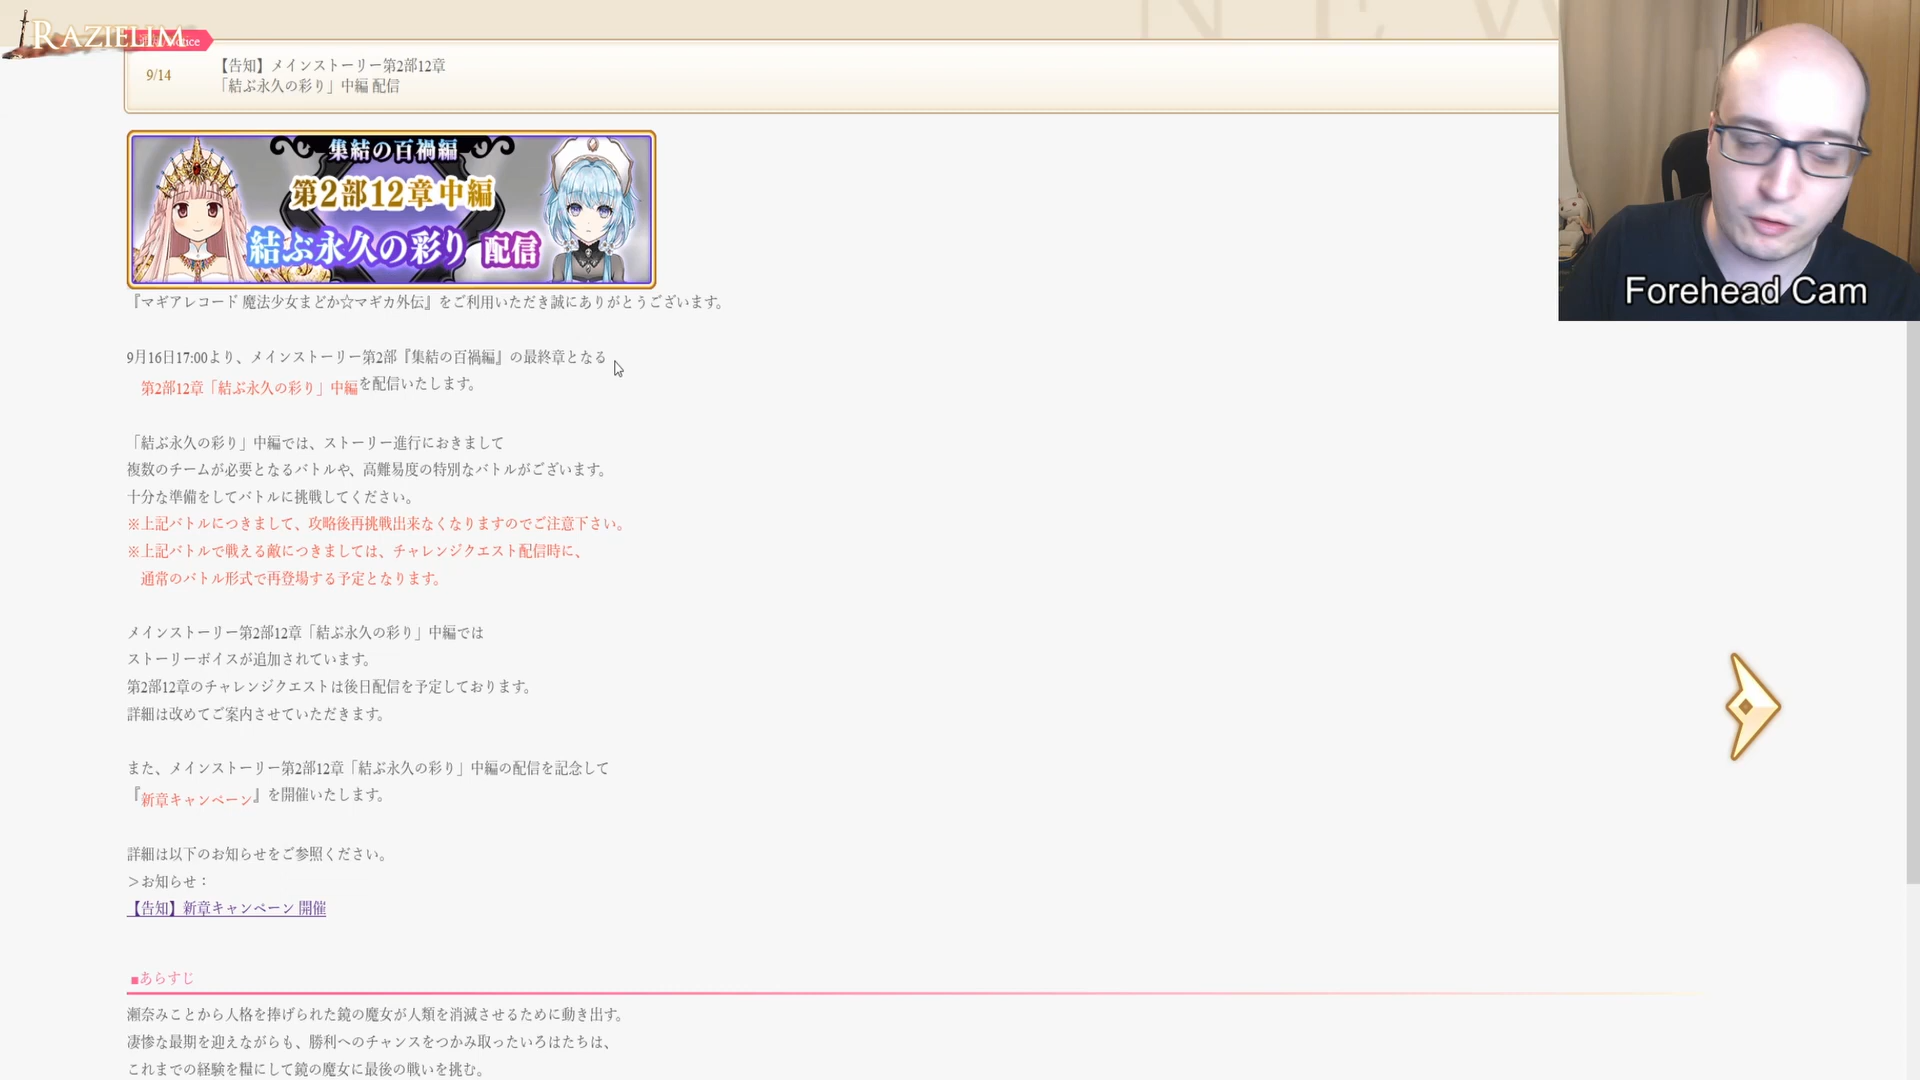 NEW
RAZIELIM
9/14
【告知】メインストーリー第2部12章
「結ぶ永久の彩り」中編 配信
集結の百禍編
第2部12章中編
結ぶ永久の彩り 配信
Forehead Cam
『マギアレコード 魔法少女まどか☆マギカ外伝』をご利用いただき誠にありがとうございます。
9月16日17:00より、メインストーリー第2部『集結の百禍編』の最終章となる
第2部12章「結ぶ永久の彩り」中編を配信いたします。
「結ぶ永久の彩り」中編では、ストーリー進行におきまして
複数のチームが必要となるバトルや、高難易度の特別なバトルがございます。
十分な準備をしてバトルに挑戦してください。
※上記バトルにつきまして、攻略後再挑戦出来なくなりますのでご注意下さい。
※上記バトルで戦える敵につきましては、チャレンジクエスト配信時に、
通常のバトル形式で再登場する予定となります。
メインストーリー第2部12章「結ぶ永久の彩り」中編では
ストーリーボイスが追加されています。
第2部12章のチャレンジクエストは後日配信を予定しております。
詳細は改めてご案内させていただきます。
また、メインストーリー第2部12章「結ぶ永久の彩り」中編の配信を記念して
『新章キャンペーン』を開催いたします。
詳細は以下のお知らせをご参照ください。
＞お知らせ：
【告知】新章キャンペーン 開催
■あらすじ
瀬奈みことから人格を捧げられた鏡の魔女が人類を消滅させるために動き出す。
凄惨な最期を迎えながらも、勝利へのチャンスをつかみ取ったいろはたちは、
これまでの経験を糧にして鏡の魔女に最後の戦いを挑む。